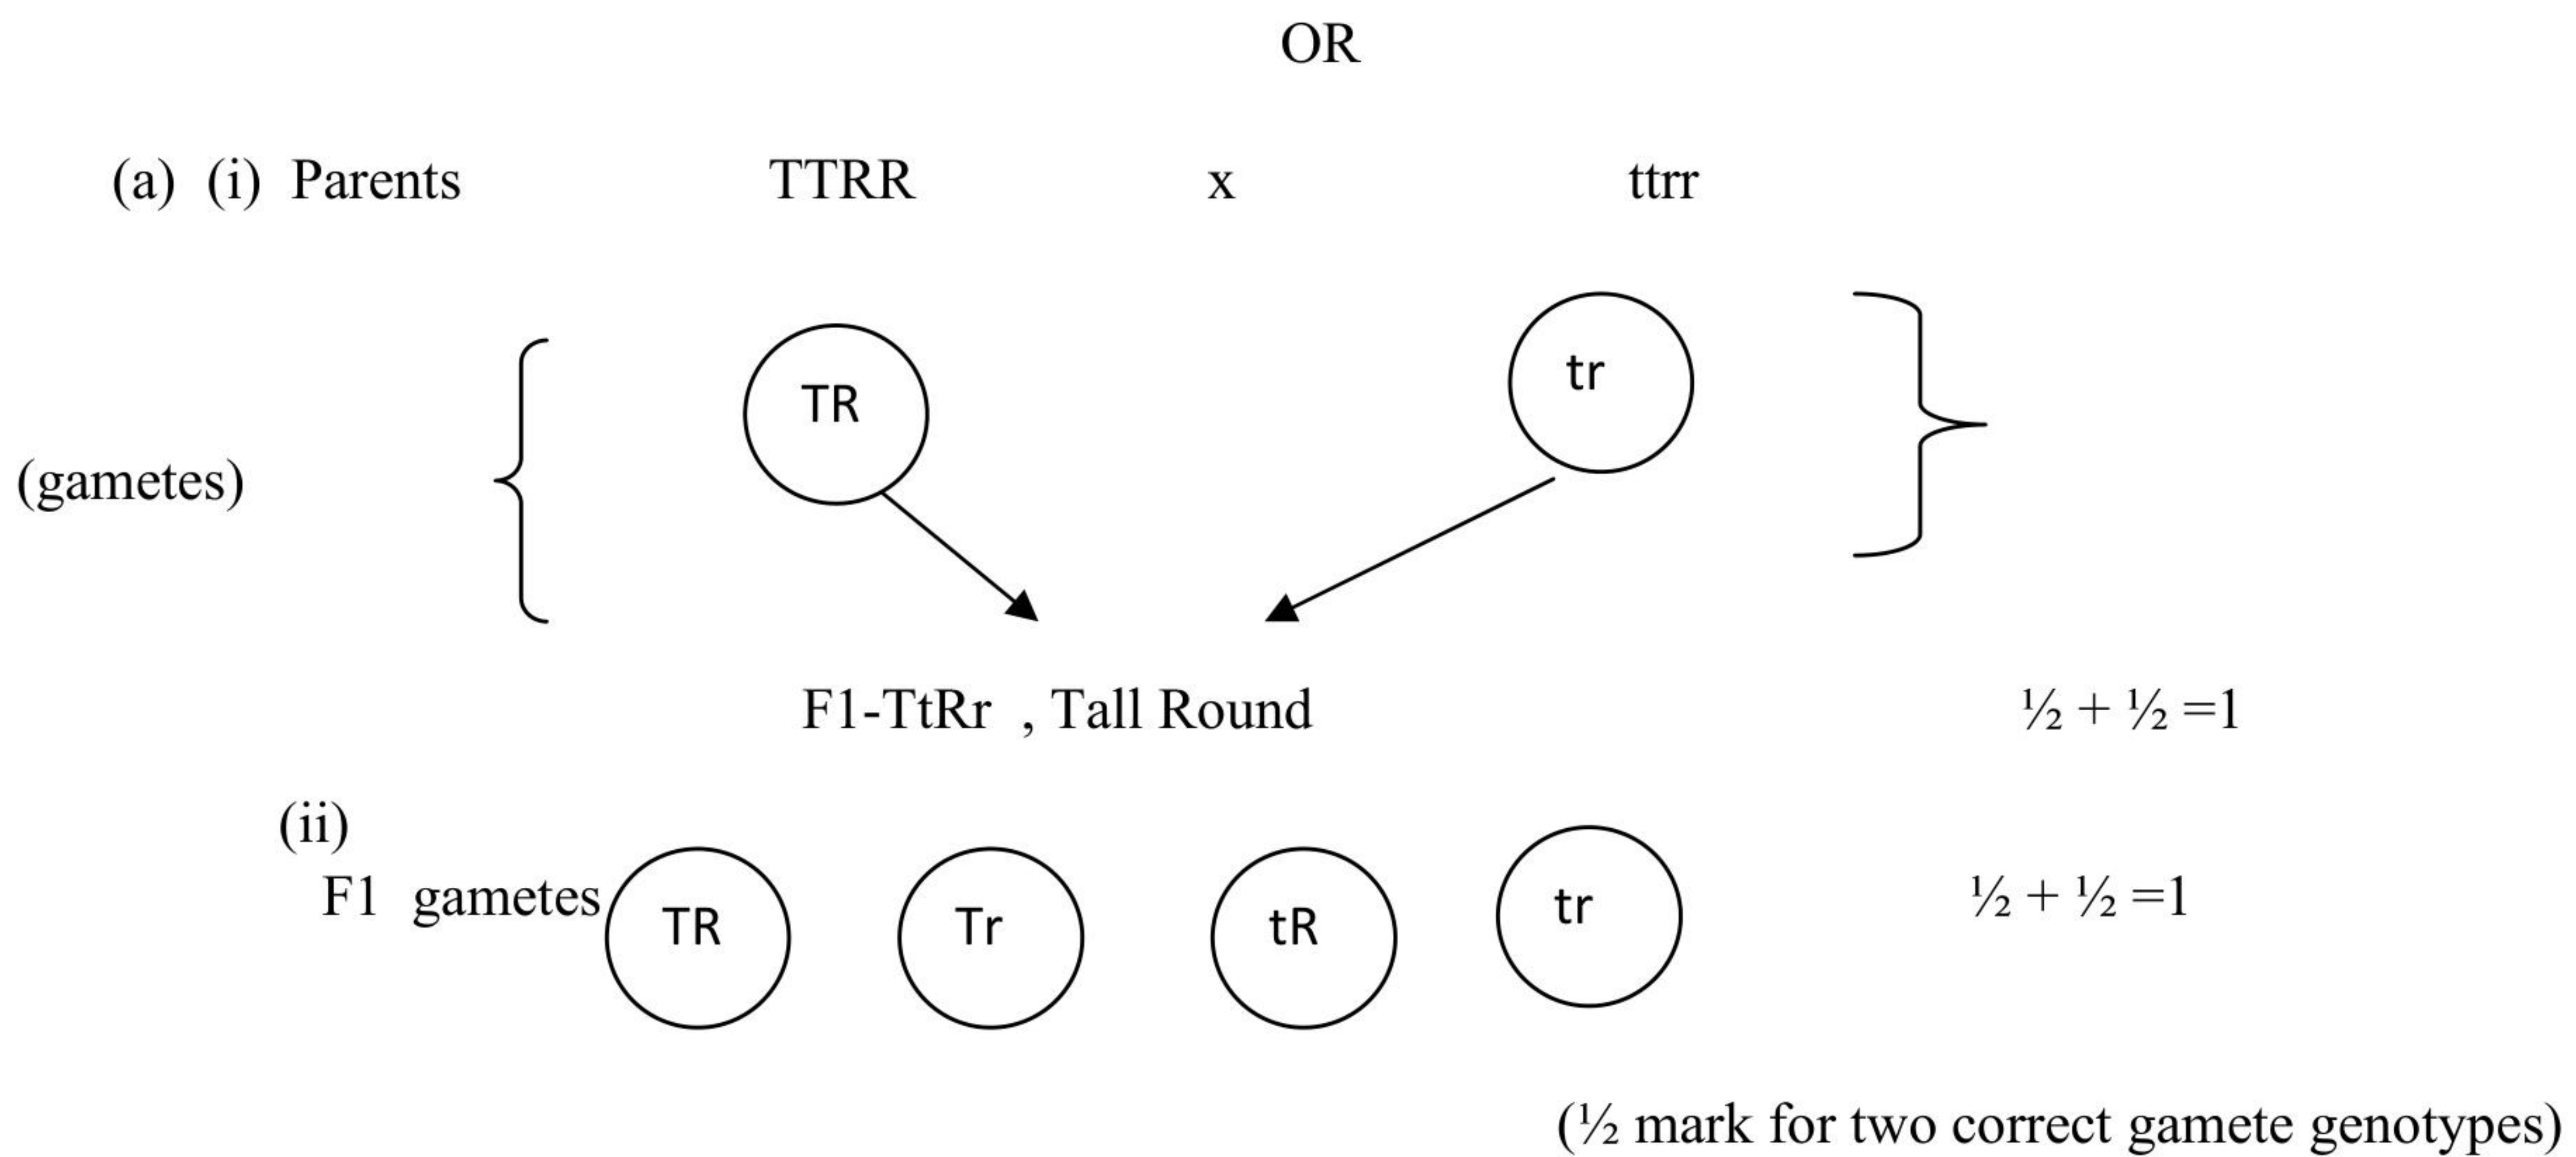 OR
(a) (i) Parents TTRR x ttrr
TR tr
(gametes)
F1-TtRr , Tall Round ½ + ½ =1
(ii)
F1 gametes TR Tr tR tr ½ + ½ =1
(½ mark for two correct gamete genotypes)